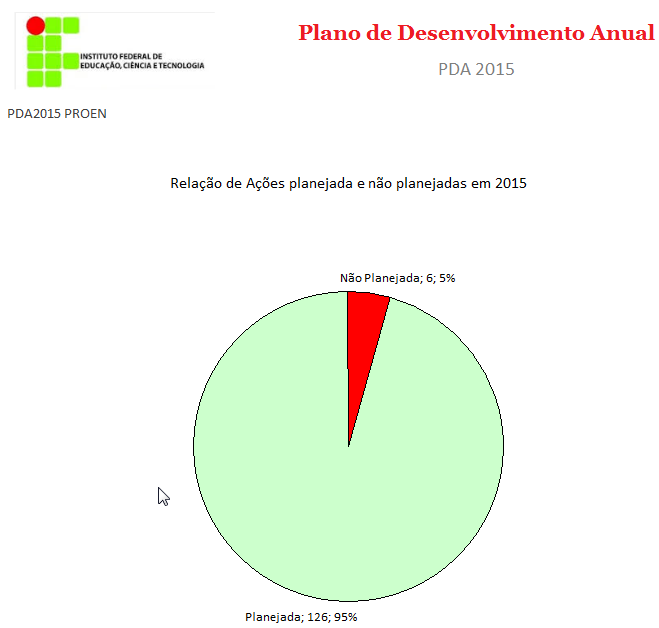 INSTITUTO FEDERAL DE
EDUCAÇÃO, CIÊNCIA E TECNOLOGIA
Plano de Desenvolvimento Anual
PDA 2015
PDA2015 PROEN
Relação de Ações planejada e não planejadas em 2015
Não Planejada; 6; 5%
Planejada; 126; 95%